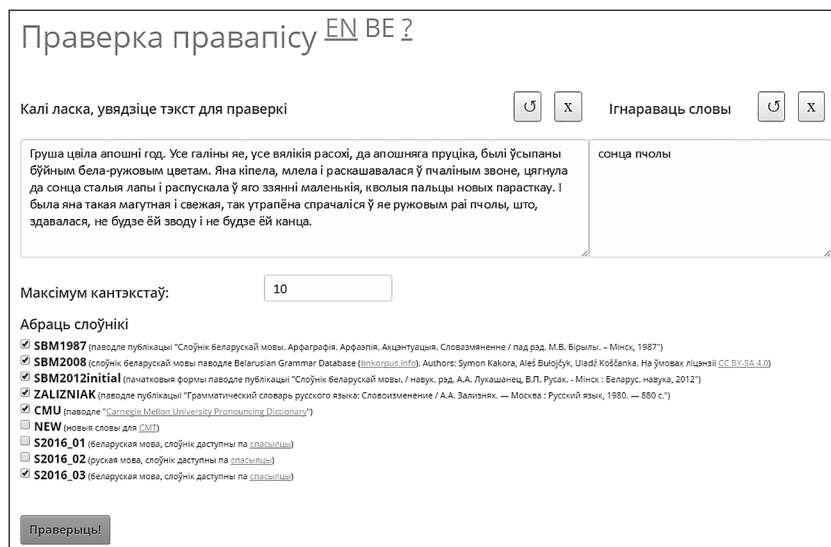 Праверка правапісу EN BE ?
Калі ласка, увядзіце тэкст для праверкі ↺ x Ігнараваць словы ↺ x
Груша цвіла апошні год. Усе галіны яе, усе вялікія расохі, да апошняга пруціка, былі ўсыпаны
бўйным бела-ружовым цветам. Яна кіпела, млела і раскашавалася ў пчаліным звоне, цягнула
да сонца сталыя лапы і распускала ў яго ззянні маленькія, кволыя пальцы новых парасткау. І
была яна такая магутная і свежая, так утрапёна спрачаліся ў яе ружовым раі пчолы, што,
здавалася, не будзе ёй зводу і не будзе ёй канца.
сонца пчолы
Максімум кантэкстаў: 10
Абраць слоўнікі
SBM1987 (паводле публікацыі "Слоўнік беларускай мовы. Арфаграфія. Арфаэпія. Акцэнтуацыя. Словазмяненне / пад рэд. М.В. Бірылы. – Мінск, 1987")
SBM2008 (слоўнік беларускай мовы паводле Belarusian Grammar Database (bnkorpus.info). Authors: Symon Kakora, Aleś Bułojčyk, Uladź Koščanka. На ўмовах ліцэнзіі CC BY-SA 4.0)
SBM2012initial (пачатковыя формы паводле публікацыі "Слоўнік беларускай мовы. / навук. рэд. А.А. Лукашанец, В.П. Русак. - Мінск : Беларус. навука, 2012")
ZALIZNIAK (паводле публікацыі "Грамматический словарь русского языка: Словоизменение / А.А. Зализняк. — Москва : Русский язык, 1980. — 880 с.")
CMU (паводле "Carnegie Mellon University Pronouncing Dictionary")
NEW (новыя словы для СМТ)
S2016_01 (беларуская мова, слоўнік даступны па спасылцы)
S2016_02 (руская мова, слоўнік даступны па спасылцы)
S2016_03 (беларуская мова, слоўнік даступны па спасылцы)
Праверыць!